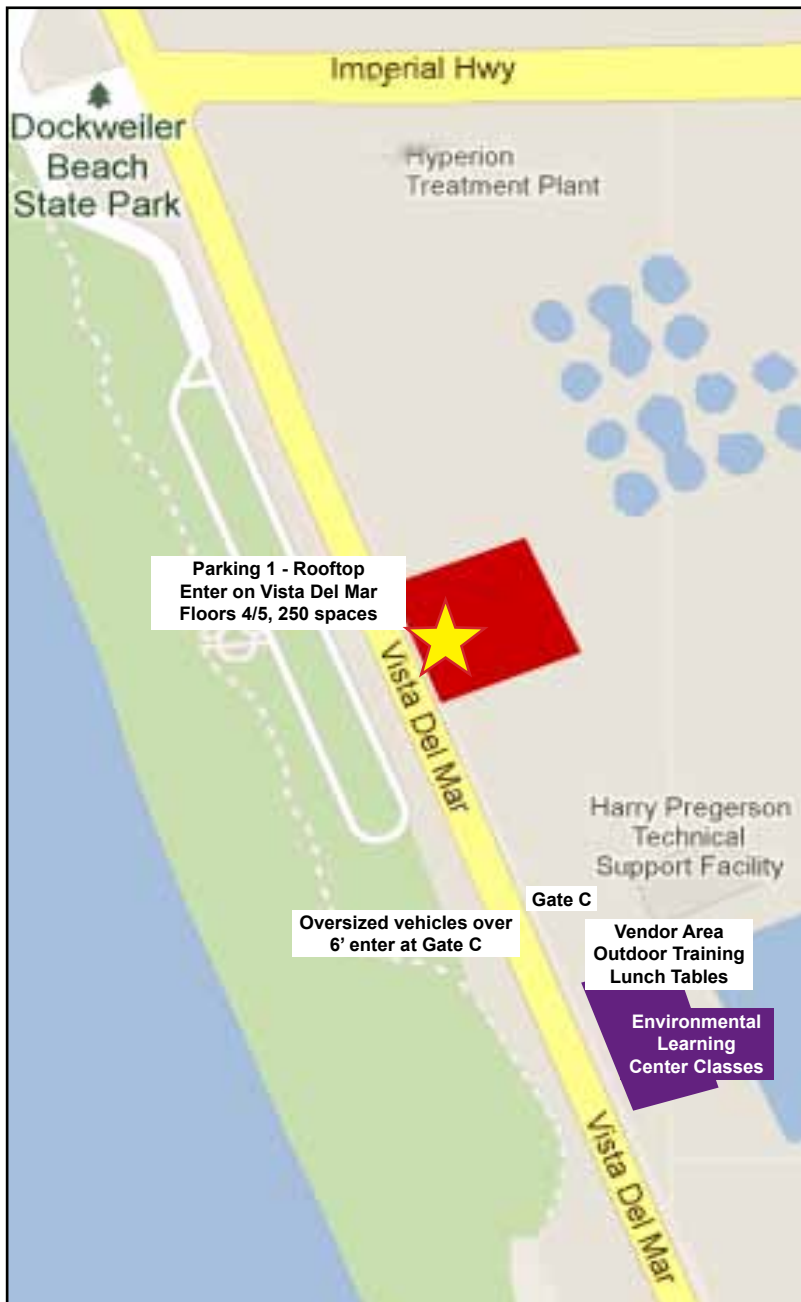 Imperial Hwy
Dockweiler
Beach
State Park
Hyperion
Treatment Plant
Parking 1 - Rooftop
Enter on Vista Del Mar
Floors 4/5, 250 spaces
Vista Del Mar
Harry Pregerson
Technical
Support Facility
Gate C
Oversized vehicles over
6’ enter at Gate C
Vendor Area
Outdoor Training
Lunch Tables
Environmental
Learning
Center Classes
Vista Del Mar